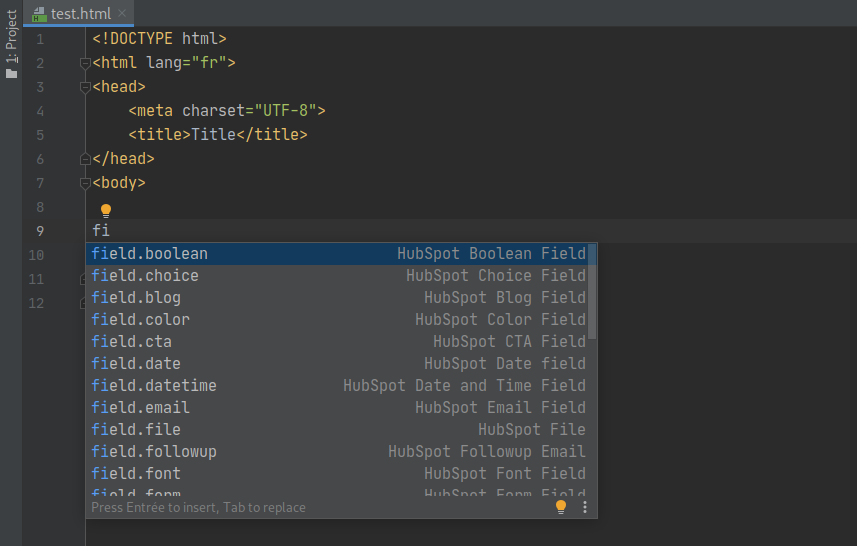 1: Project
test.html
1 <!DOCTYPE html>
2 <html lang="fr">
3 <head>
4 <meta charset="UTF-8">
5 <title>Title</title>
6 </head>
7 <body>
8
9 fi
10
11
12
field.boolean HubSpot Boolean Field
field.choice HubSpot Choice Field
field.blog HubSpot Blog Field
field.color HubSpot Color Field
field.cta HubSpot CTA Field
field.date HubSpot Date field
field.datetime HubSpot Date and Time Field
field.email HubSpot Email Field
field.file HubSpot File
field.followup HubSpot Followup Email
field.font HubSpot Font Field
field.form HubSpot Form Field
Press Entrée to insert, Tab to replace